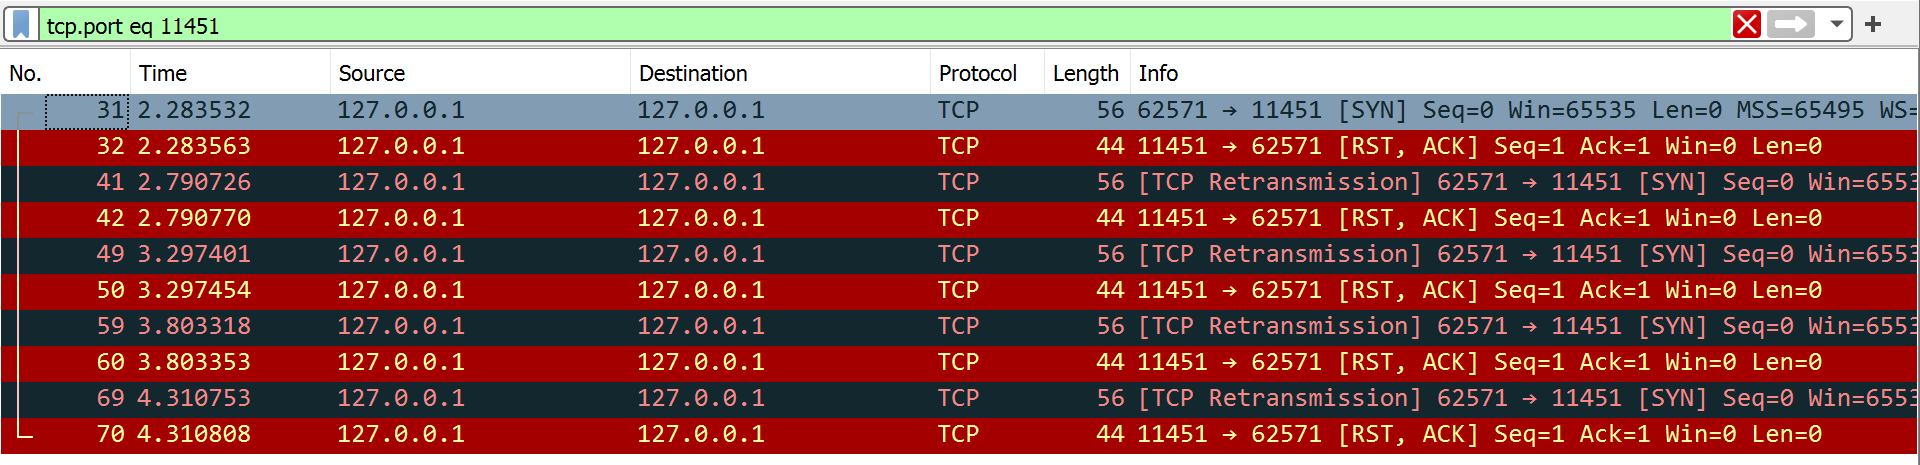 tcp.port eq 11451
No. Time Source Destination Protocol Length Info
31 2.283532 127.0.0.1 127.0.0.1 TCP 56 62571 → 11451 [SYN] Seq=0 Win=65535 Len=0 MSS=65495 WS=
32 2.283563 127.0.0.1 127.0.0.1 TCP 44 11451 → 62571 [RST, ACK] Seq=1 Ack=1 Win=0 Len=0
41 2.790726 127.0.0.1 127.0.0.1 TCP 56 [TCP Retransmission] 62571 → 11451 [SYN] Seq=0 Win=6553
42 2.790770 127.0.0.1 127.0.0.1 TCP 44 11451 → 62571 [RST, ACK] Seq=1 Ack=1 Win=0 Len=0
49 3.297401 127.0.0.1 127.0.0.1 TCP 56 [TCP Retransmission] 62571 → 11451 [SYN] Seq=0 Win=6553
50 3.297454 127.0.0.1 127.0.0.1 TCP 44 11451 → 62571 [RST, ACK] Seq=1 Ack=1 Win=0 Len=0
59 3.803318 127.0.0.1 127.0.0.1 TCP 56 [TCP Retransmission] 62571 → 11451 [SYN] Seq=0 Win=6553
60 3.803353 127.0.0.1 127.0.0.1 TCP 44 11451 → 62571 [RST, ACK] Seq=1 Ack=1 Win=0 Len=0
69 4.310753 127.0.0.1 127.0.0.1 TCP 56 [TCP Retransmission] 62571 → 11451 [SYN] Seq=0 Win=6553
70 4.310808 127.0.0.1 127.0.0.1 TCP 44 11451 → 62571 [RST, ACK] Seq=1 Ack=1 Win=0 Len=0